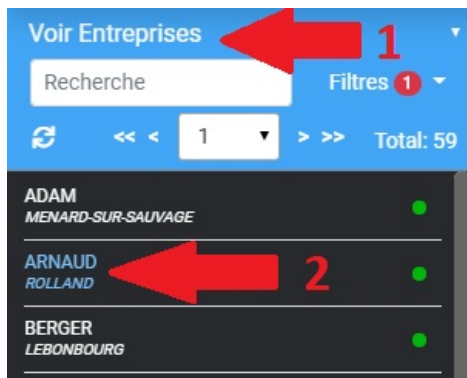 Voir Entreprises 1
Recherche Filtres 1
<< < 1 > >> Total: 59
ADAM
MENARD-SUR-SAUVAGE
ARNAUD
ROLLAND 2
BERGER
LEBONBOURG